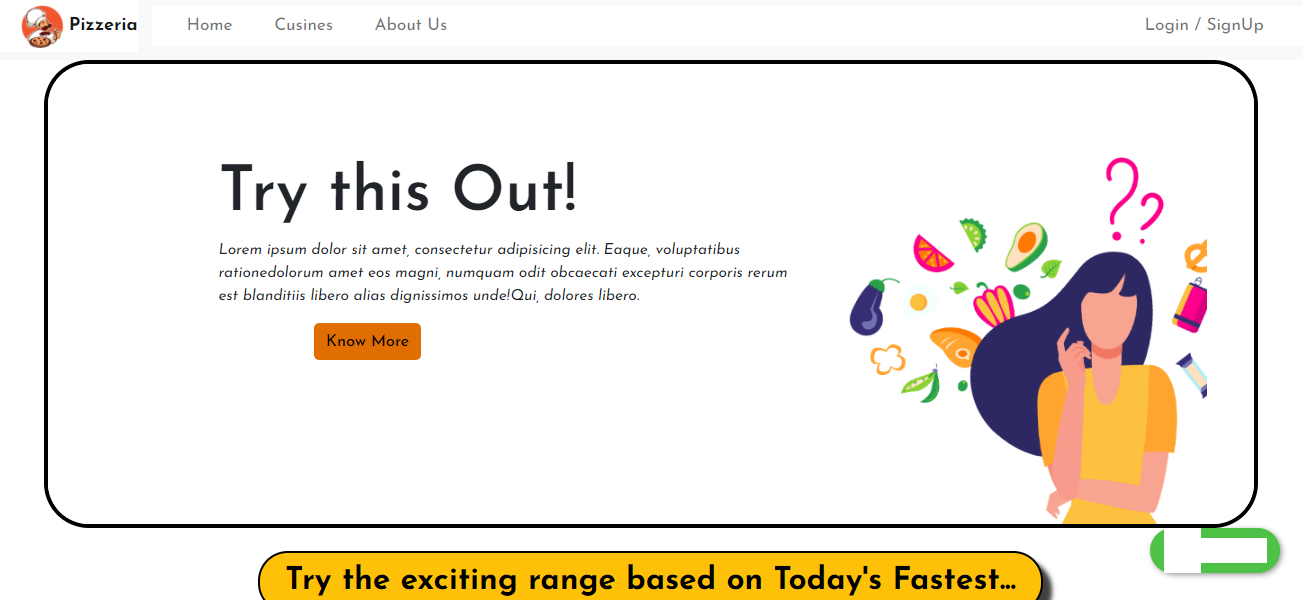 Pizzeria Home Cusines About Us Login / SignUp
Try this Out!
Lorem ipsum dolor sit amet, consectetur adipisicing elit. Eaque, voluptatibus
rationedolorum amet eos magni, numquam odit obcaecati excepturi corporis rerum
est blanditiis libero alias dignissimos unde!Qui, dolores libero.
Know More
??
Try the exciting range based on Today's Fastest...